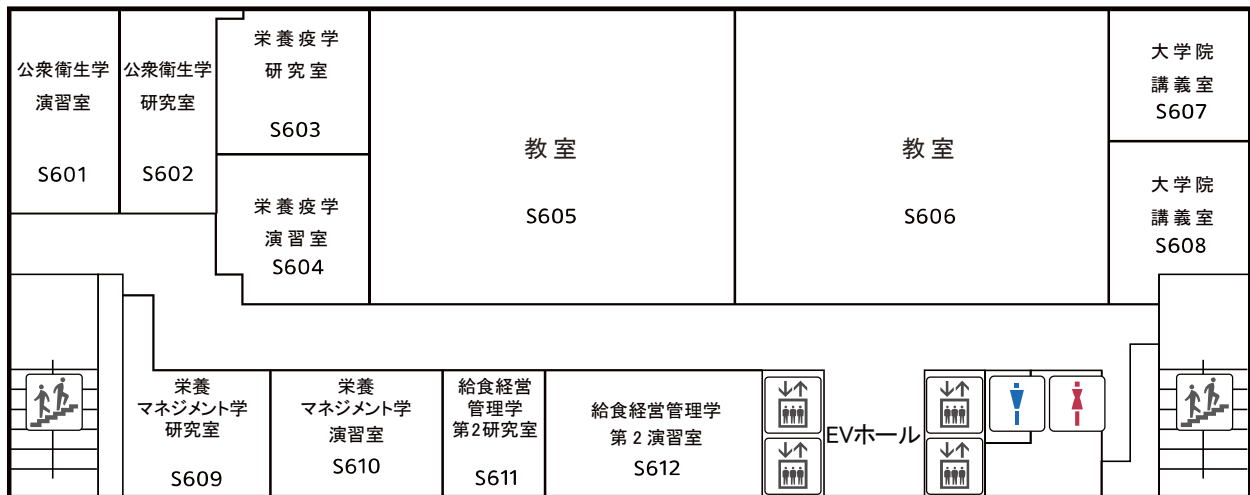 公衆衛生学
演習室
S601
公衆衛生学
研究室
S602
栄養疫学
研究室
S603
栄養疫学
演習室
S604
教室
S605
教室
S606
大学院
講義室
S607
大学院
講義室
S608
栄養
マネジメント学
研究室
S609
栄養
マネジメント学
演習室
S610
給食経営
管理学
第2研究室
S611
給食経営管理学
第2演習室
S612
EVホール